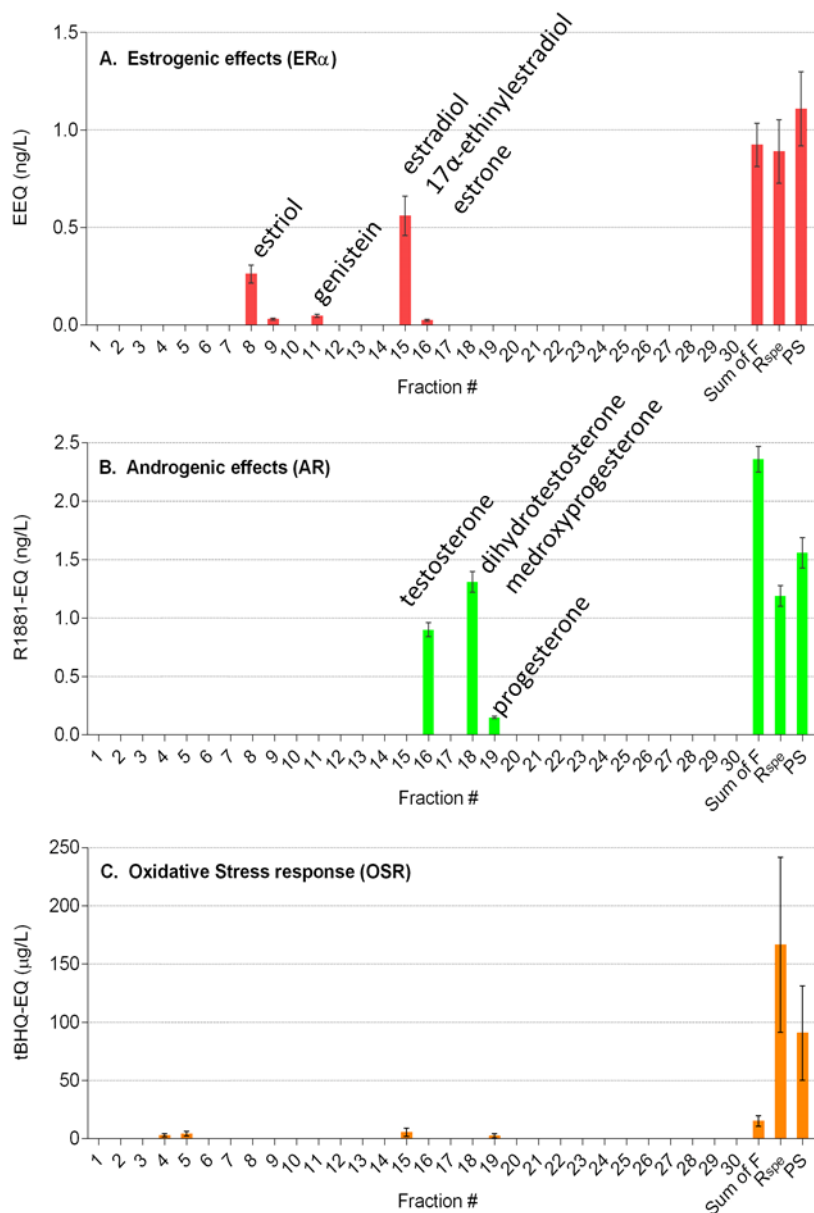 A. Estrogenic effects (ERα)
EEQ (ng/L)
1.5
1.0
0.5
0.0
estriol
genistein
estradiol
17α-ethinylestradiol
estrone
1 2 3 4 5 6 7 8 9 10 11 12 13 14 15 16 17 18 19 20 21 22 23 24 25 26 27 28 29 30 Sum of F Rspe PS
Fraction #
B. Androgenic effects (AR)
R1881-EQ (ng/L)
2.5
2.0
1.5
1.0
0.5
0.0
testosterone
dihydrotestosterone
medroxyprogesterone
progesterone
1 2 3 4 5 6 7 8 9 10 11 12 13 14 15 16 17 18 19 20 21 22 23 24 25 26 27 28 29 30 Sum of F Rspe PS
Fraction #
C. Oxidative Stress response (OSR)
tBHQ-EQ (µg/L)
250
200
150
100
50
0
1 2 3 4 5 6 7 8 9 10 11 12 13 14 15 16 17 18 19 20 21 22 23 24 25 26 27 28 29 30 Sum of F Rspe PS
Fraction #